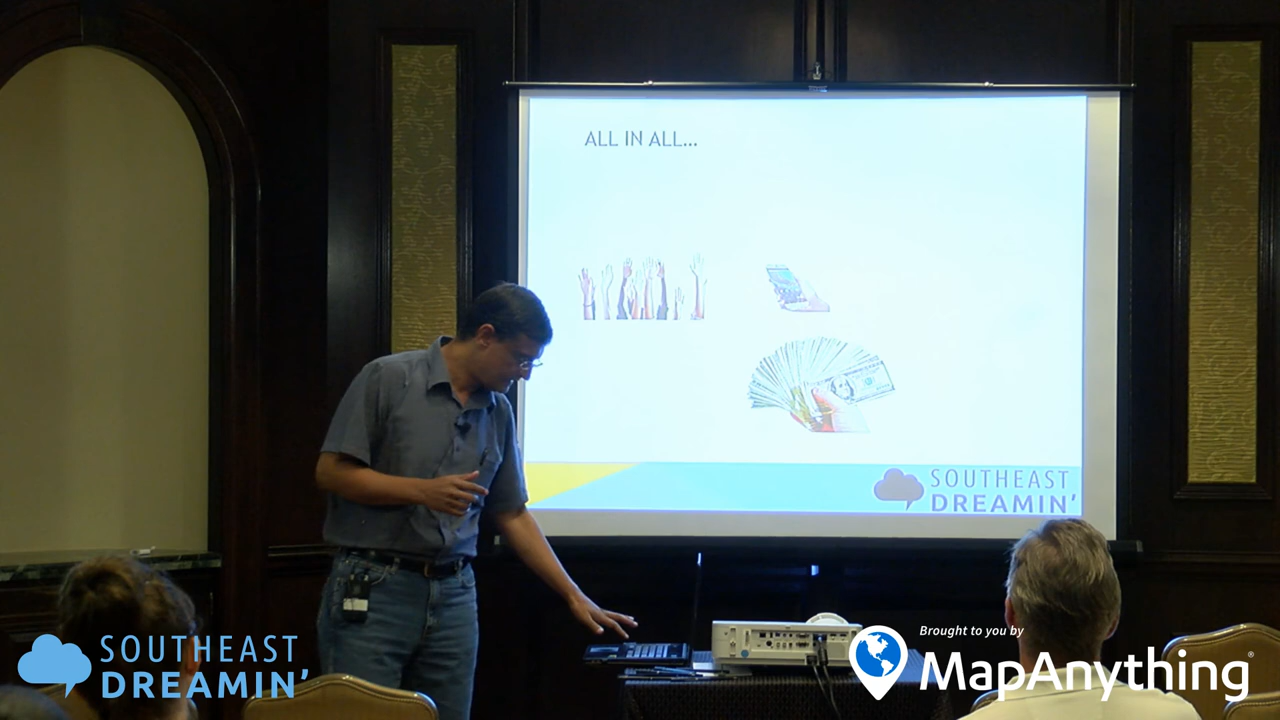 ALL IN ALL...
SOUTHEAST
DREAMIN'
SOUTHEAST
DREAMIN'
Brought to you by
MapAnything®